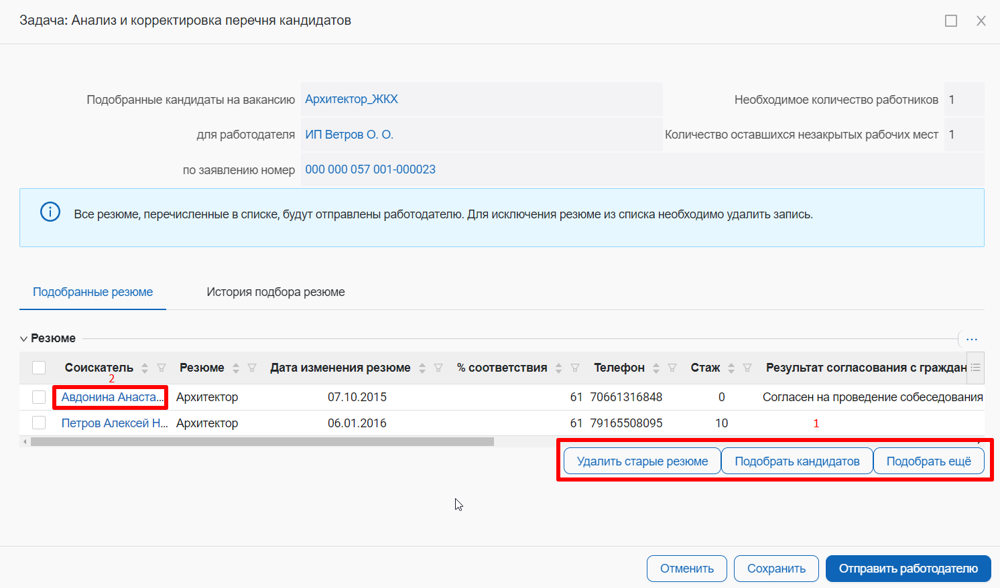 Задача: Анализ и корректировка перечня кандидатов
Подобранные кандидаты на вакансию Архитектор_ЖКХ Необходимое количество работников 1
для работодателя ИП Ветров О. О. Количество оставшихся незакрытых рабочих мест 1
по заявлению номер 000 000 057 001-000023
Все резюме, перечисленные в списке, будут отправлены работодателю. Для исключения резюме из списка необходимо удалить запись.
Подобранные резюме История подбора резюме
Резюме ...
Соискатель Резюме Дата изменения резюме % соответствия Телефон Стаж Результат согласования с граждан
2
Авдонина Анаста... Архитектор 07.10.2015 61 70661316848 0 Согласен на проведение собеседования
Петров Алексей Н... Архитектор 06.01.2016 61 79165508095 10 1
Удалить старые резюме Подобрать кандидатов Подобрать ещё
Отменить Сохранить Отправить работодателю